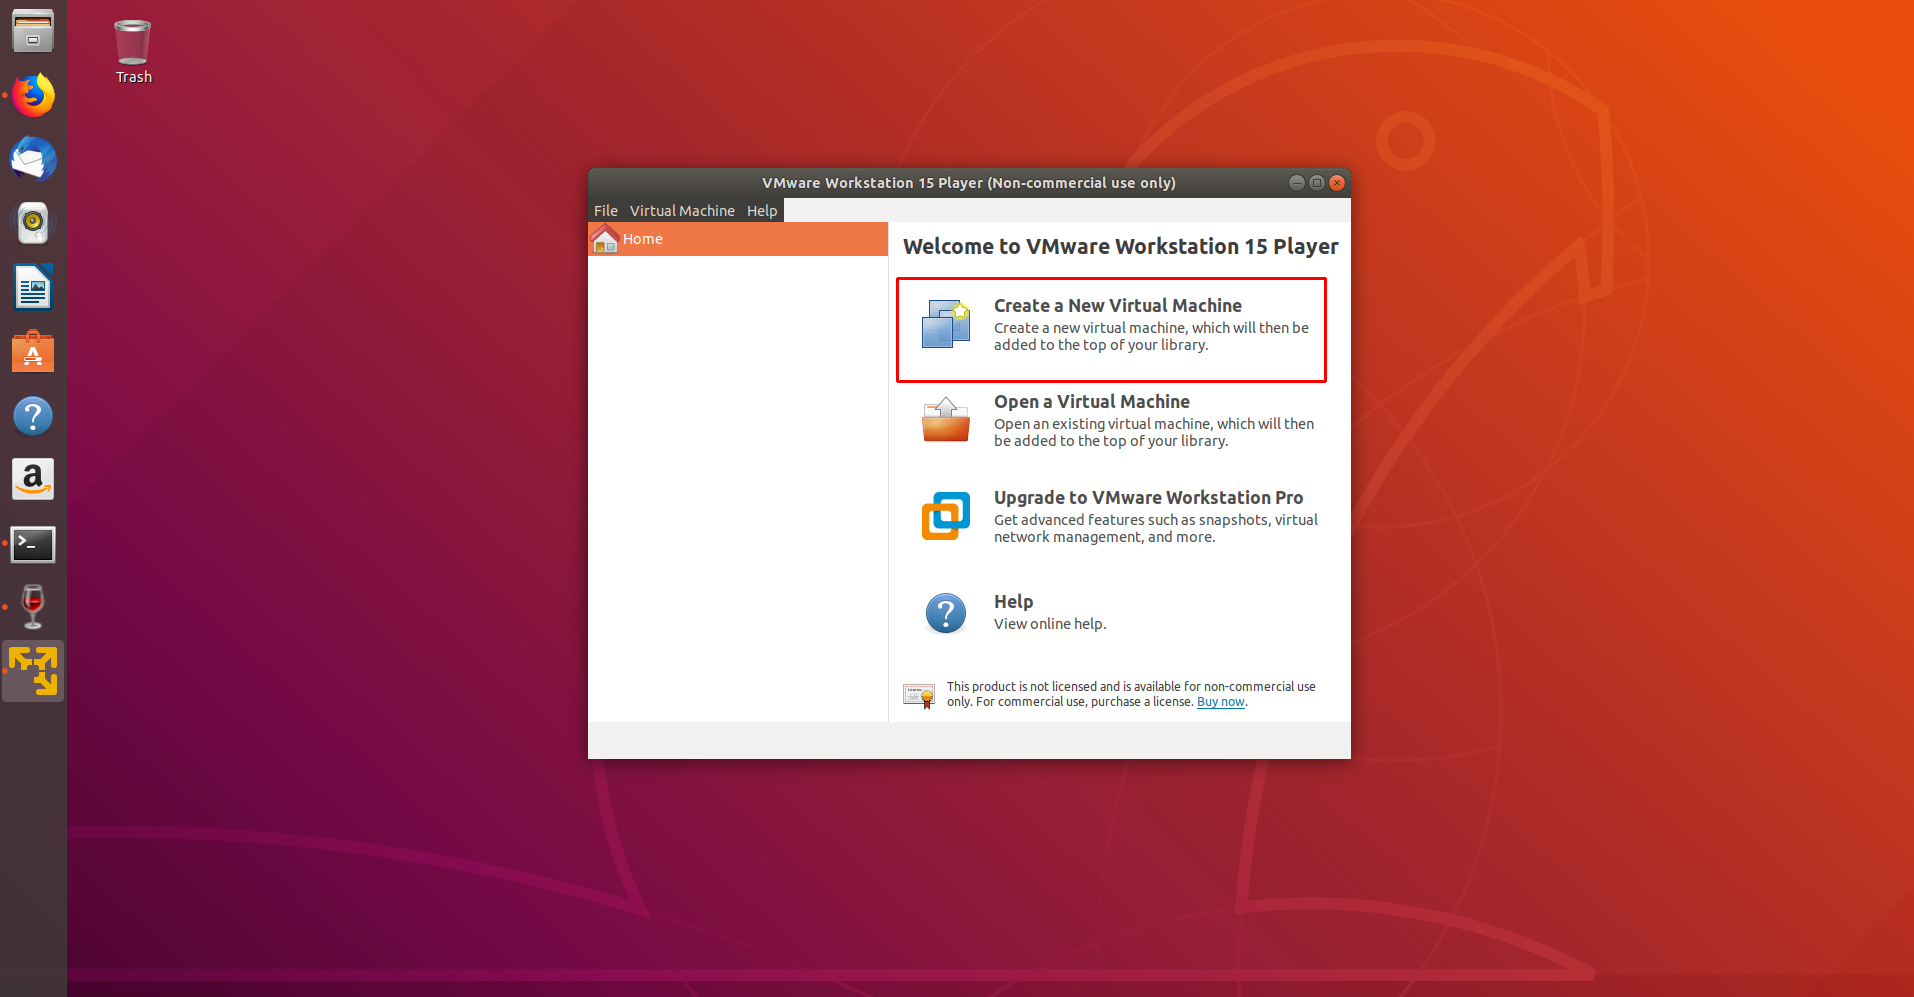 Trash
VMware Workstation 15 Player (Non-commercial use only)
File Virtual Machine Help
Home
Welcome to VMware Workstation 15 Player
Create a New Virtual Machine
Create a new virtual machine, which will then be
added to the top of your library.
Open a Virtual Machine
Open an existing virtual machine, which will then
be added to the top of your library.
Upgrade to VMware Workstation Pro
Get advanced features such as snapshots, virtual
network management, and more.
Help
View online help.
This product is not licensed and is available for non-commercial use
only. For commercial use, purchase a license. Buy now.